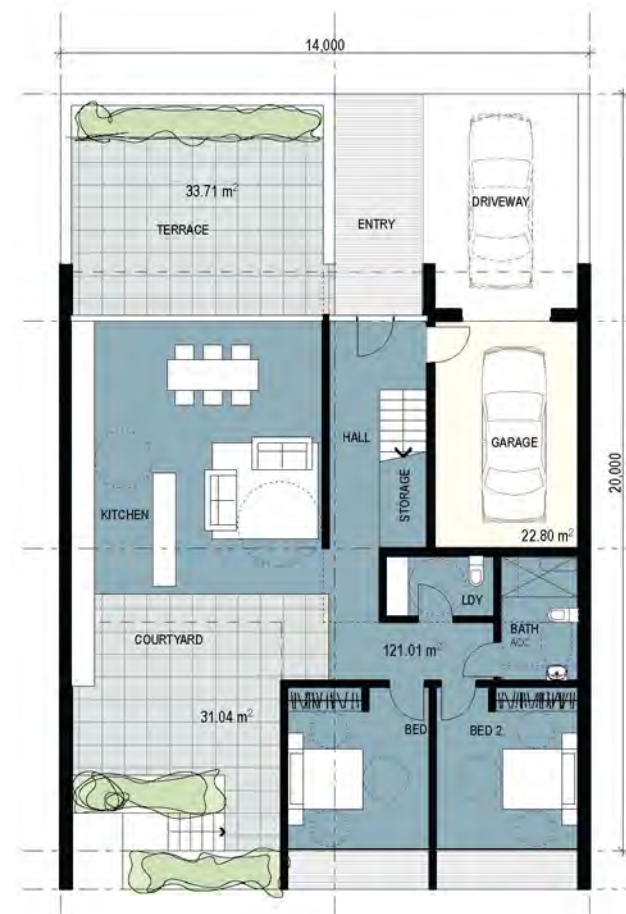 14,000
33.71 m²
TERRACE
ENTRY
DRIVEWAY
20,000
HALL
GARAGE
22.80 m²
STORAGE
KITCHEN
LDY
BATH
ACC
COURTYARD
121.01 m²
31.04 m²
BED
BED 2